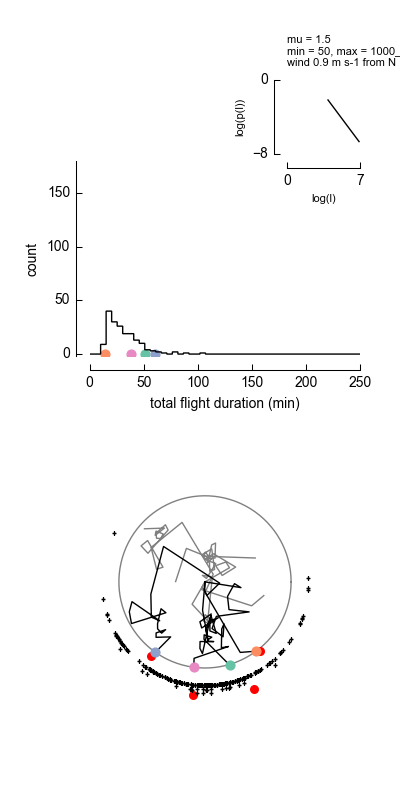 mu = 1.5
min = 50, max = 1000_
wind 0.9 m s-1 from N
0
log(p(l))
−8
0
7
log(l)
150
100
50
0
count
0
50
100
150
200
250
total flight duration (min)